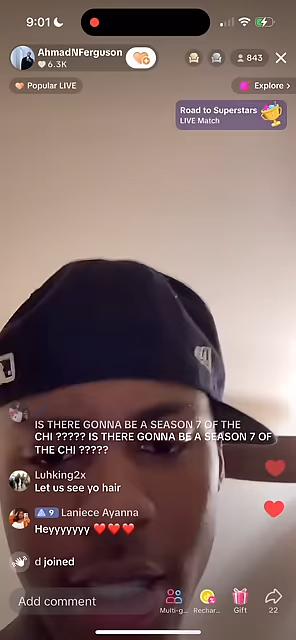 9:01
AhmadNFerguson
6.3K
843
Popular LIVE
Explore >
Road to Superstars
LIVE Match
IS THERE GONNA BE A SEASON 7 OF THE
CHI ????? IS THERE GONNA BE A SEASON 7 OF
THE CHI ?????
Luhking2x
Let us see yo hair
9 Laniece Ayanna
Heyyyyyyy ❤️❤️❤️
d joined
Add comment
Multi-g...
Rechar...
Gift
22